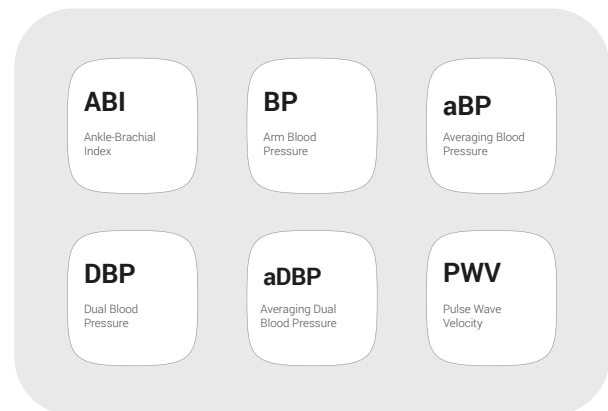 ABI
Ankle-Brachial
Index
BP
Arm Blood
Pressure
aBP
Averaging Blood
Pressure
DBP
Dual Blood
Pressure
aDBP
Averaging Dual
Blood Pressure
PWV
Pulse Wave
Velocity